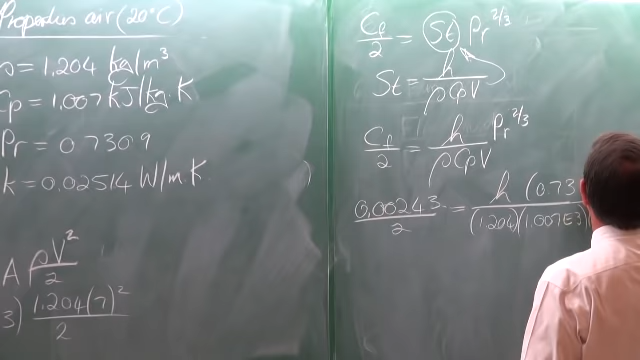 Properties air (20°C)
ρ = 1.204 kg/m³
Cp = 1.007 kJ/kg·K
Pr = 0.7309
k = 0.02514 W/m·K
A ρV²/2
3) 1.204(7)²/2
Cf/2 = St Pr^2/3
St = h/ρCpV
Cf/2 = h/ρCpV Pr^2/3
0.00243/2 = h (0.73/(1.204)(1.007E3)